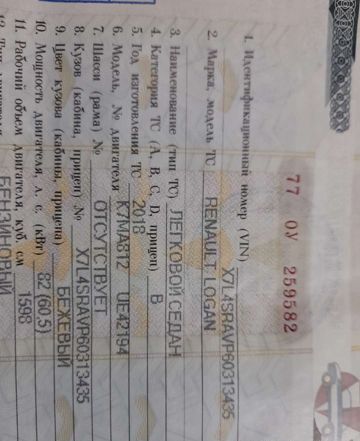 77 ОУ 259582
1. Идентификационный номер (VIN) X7L4SRAVP60313435
2. Марка, модель ТС RENAULT LOGAN
3. Наименование (тип ТС) ЛЕГКОВОЙ СЕДАН
4. Категория ТС (A, B, C, D, прицеп) B
5. Год изготовления ТС 2018
6. Модель, № двигателя K7MA812 UE42194
7. Шасси (рама) № ОТСУТСТВУЕТ
8. Кузов (кабина, прицеп) № X7L4SRAVP60313435
9. Цвет кузова (кабины, прицепа) БЕЖЕВЫЙ
10. Мощность двигателя, л. с. (кВт) 82 (60,5)
11. Рабочий объем двигателя, куб. см 1598
БЕНЗИНОВЫЙ